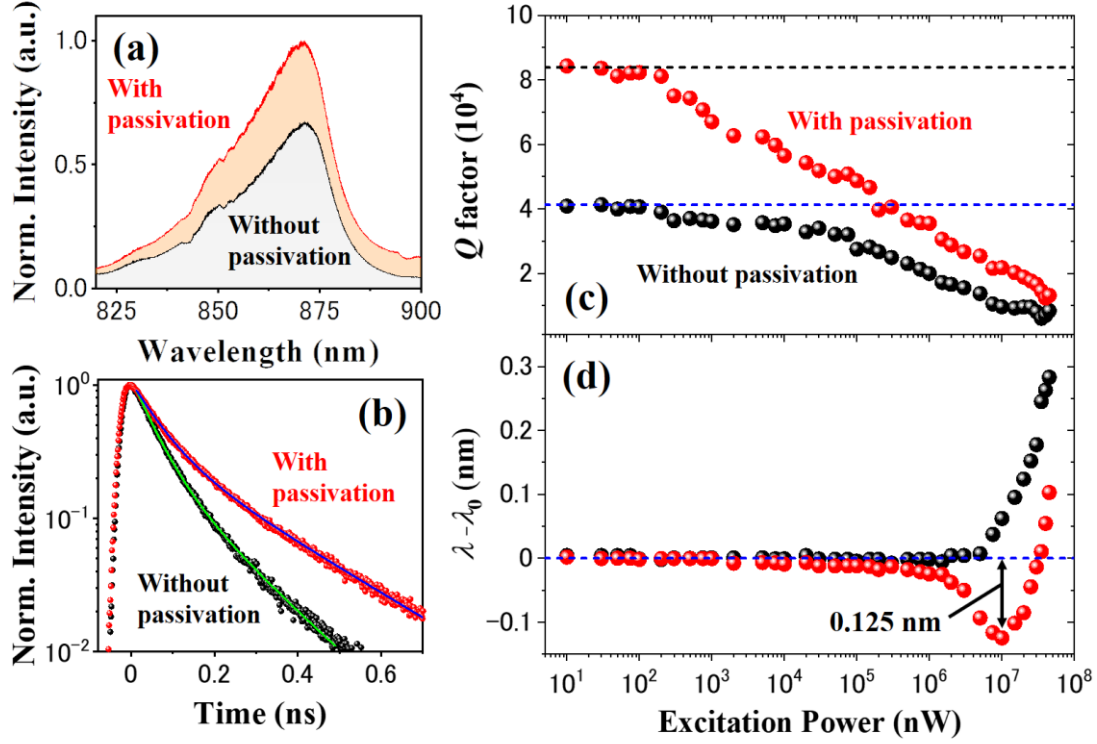 (a)
Norm. Intensity (a.u.)
1.0
0.5
0.0
With
passivation
Without
passivation
825
850
875
900
Wavelength (nm)
(b)
Norm. Intensity (a.u.)
10⁰
10⁻¹
10⁻²
With
passivation
Without
passivation
0
0.2
0.4
0.6
Time (ns)
(c)
Q factor (10⁴)
10
8
6
4
2
With passivation
Without passivation
(d)
λ-λ₀ (nm)
0.3
0.2
0.1
0
−0.1
0.125 nm
10¹
10²
10³
10⁴
10⁵
10⁶
10⁷
10⁸
Excitation Power (nW)